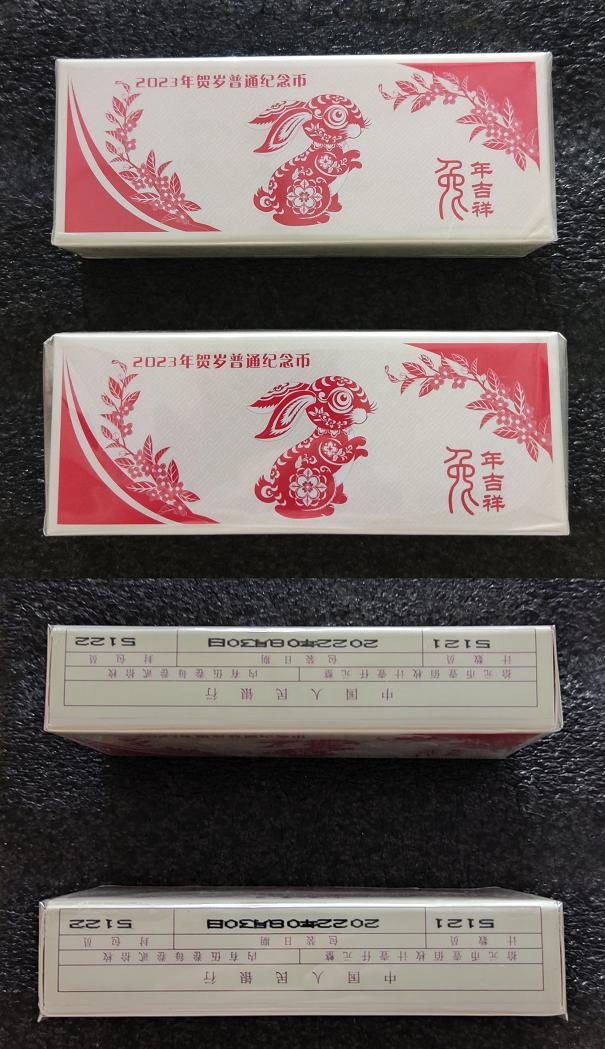 2023年贺岁普通纪念币
兔年吉祥
2023年贺岁普通纪念币
兔年吉祥
中国人民银行
拾元币壹佰枚计壹仟元整 内有伍卷每卷贰拾枚
计数员 包装日期 封包员
5121 2022年08月30日 5122
中国人民银行
拾元币壹佰枚计壹仟元整 内有伍卷每卷贰拾枚
计数员 包装日期 封包员
5121 2022年08月30日 5122